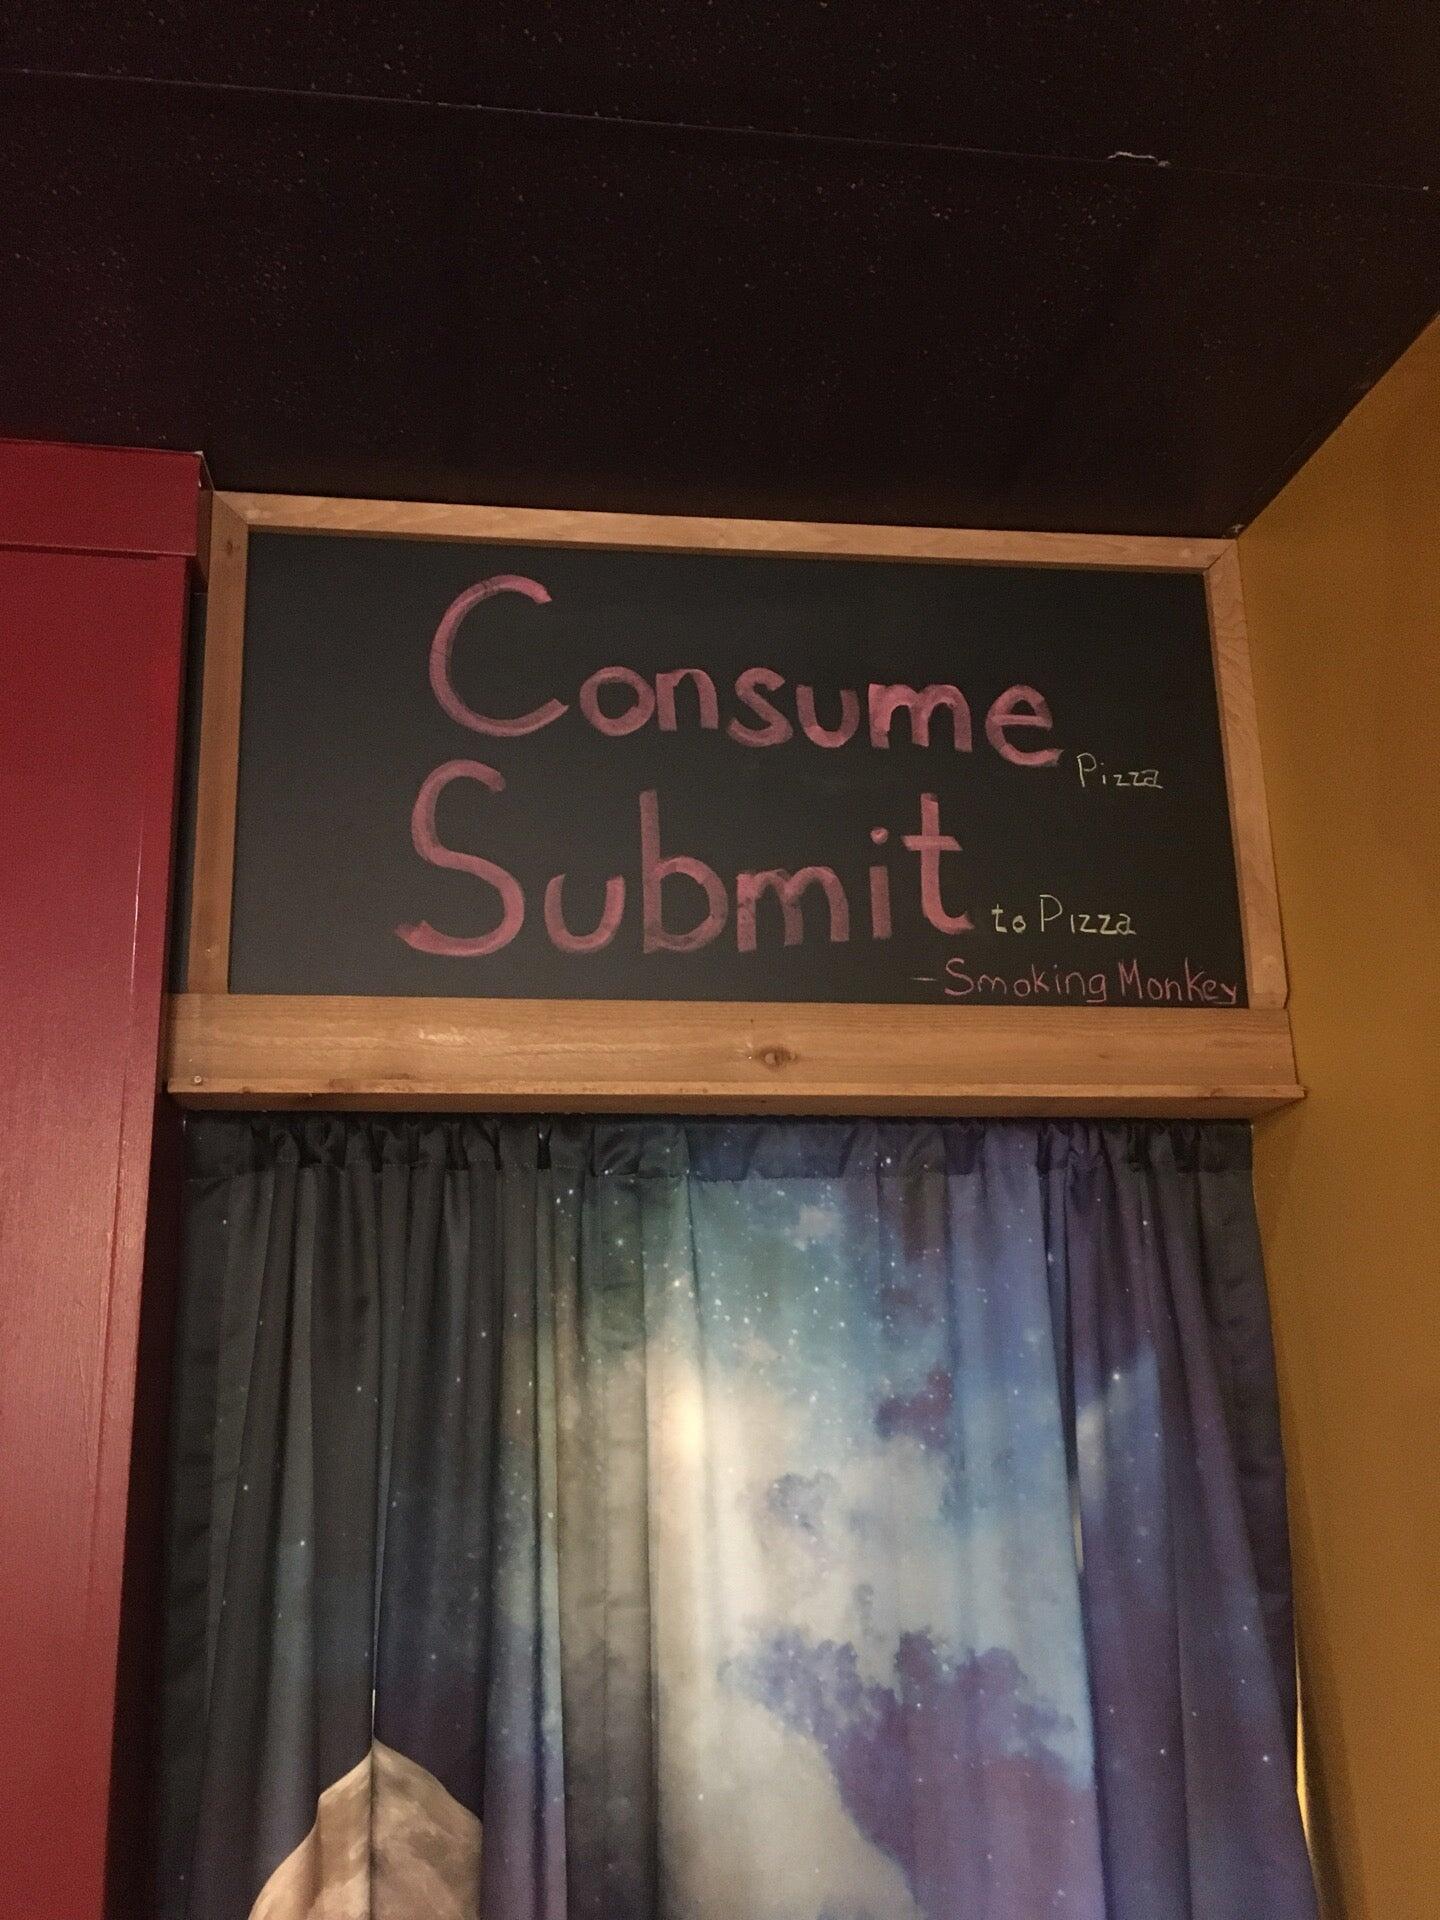 Consume Pizza
Submit to Pizza
-Smoking Monkey